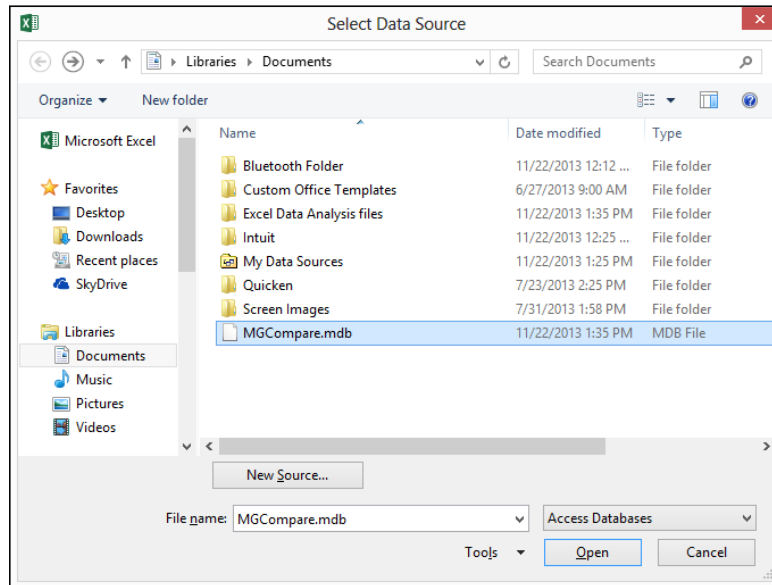 Select Data Source
Libraries Documents Search Documents
Organize New folder
Microsoft Excel
Favorites
Desktop
Downloads
Recent places
SkyDrive
Libraries
Documents
Music
Pictures
Videos
Name Date modified Type
Bluetooth Folder 11/22/2013 12:12 ... File folder
Custom Office Templates 6/27/2013 9:00 AM File folder
Excel Data Analysis files 11/22/2013 1:35 PM File folder
Intuit 11/22/2013 12:25 ... File folder
My Data Sources 11/22/2013 1:25 PM File folder
Quicken 7/23/2013 2:25 PM File folder
Screen Images 7/31/2013 1:58 PM File folder
MGCompare.mdb 11/22/2013 1:35 PM MDB File
New Source...
File name: MGCompare.mdb Access Databases
Tools Open Cancel